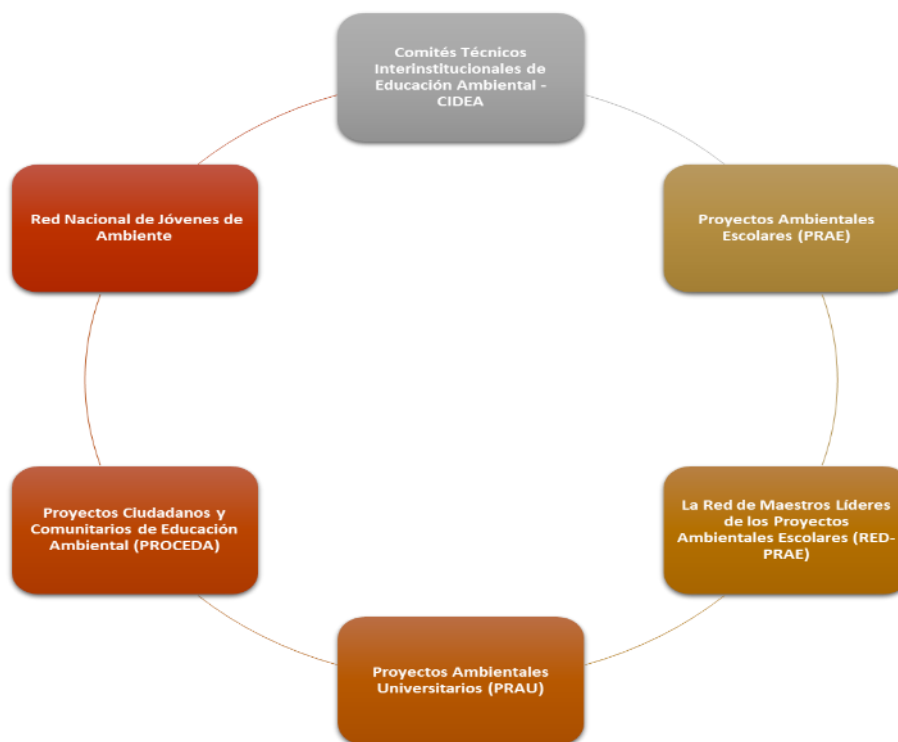 Comités Técnicos
Interinstitucionales de
Educación Ambiental -
CIDEA
Proyectos Ambientales
Escolares (PRAE)
La Red de Maestros Líderes
de los Proyectos
Ambientales Escolares (RED-
PRAE)
Proyectos Ambientales
Universitarios (PRAU)
Proyectos Ciudadanos y
Comunitarios de Educación
Ambiental (PROCEDA)
Red Nacional de Jóvenes de
Ambiente